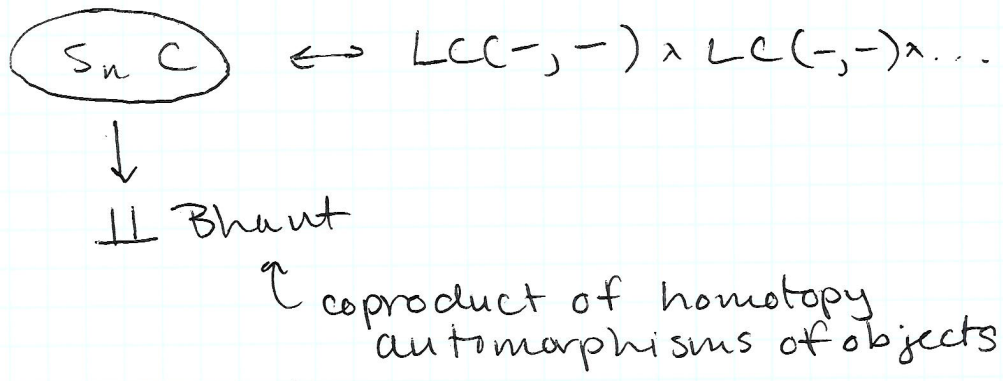 Sn C ↔ LC(-,-) × LC(-,-) × ...
↓
∐ Bhaut
↖ coproduct of homotopy
automorphisms of objects